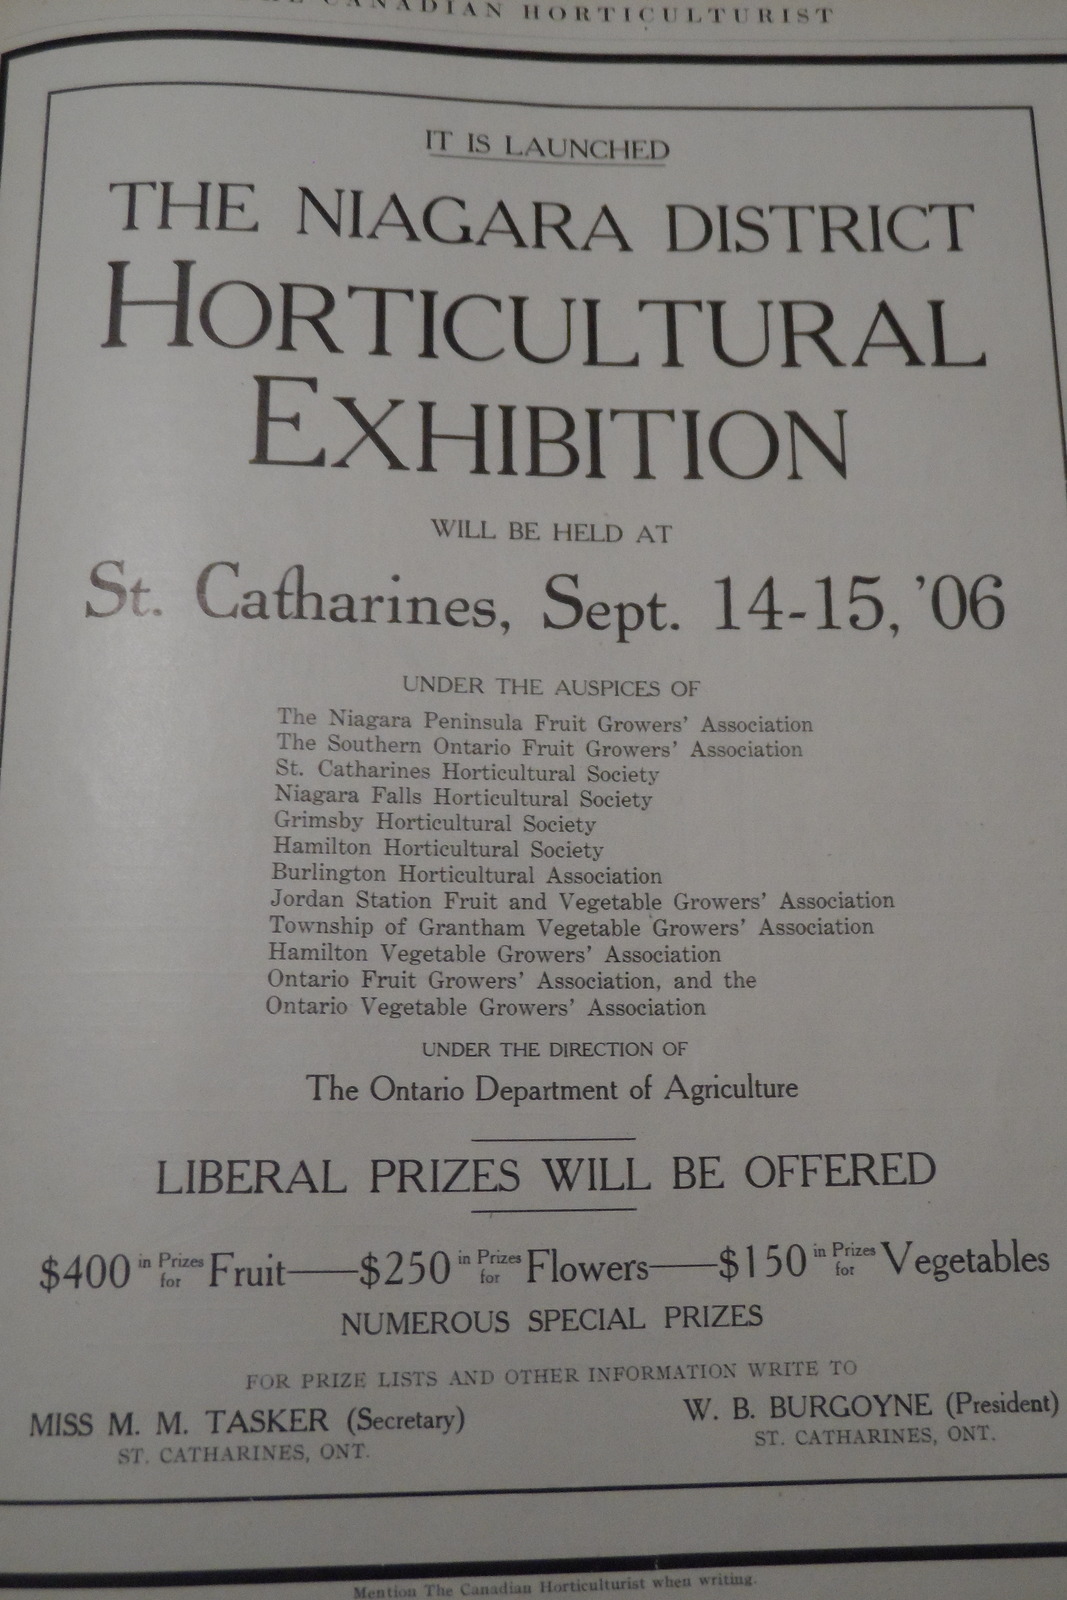 CANADIAN HORTICULTURIST
IT IS LAUNCHED
THE NIAGARA DISTRICT
HORTICULTURAL
EXHIBITION
WILL BE HELD AT
St. Catharines, Sept. 14-15, '06
UNDER THE AUSPICES OF
The Niagara Peninsula Fruit Growers' Association
The Southern Ontario Fruit Growers' Association
St. Catharines Horticultural Society
Niagara Falls Horticultural Society
Grimsby Horticultural Society
Hamilton Horticultural Society
Burlington Horticultural Association
Jordan Station Fruit and Vegetable Growers' Association
Township of Grantham Vegetable Growers' Association
Hamilton Vegetable Growers' Association
Ontario Fruit Growers' Association, and the
Ontario Vegetable Growers' Association
UNDER THE DIRECTION OF
The Ontario Department of Agriculture
LIBERAL PRIZES WILL BE OFFERED
$400 in Prizes for Fruit——$250 in Prizes for Flowers——$150 in Prizes for Vegetables
NUMEROUS SPECIAL PRIZES
FOR PRIZE LISTS AND OTHER INFORMATION WRITE TO
MISS M. M. TASKER (Secretary) W. B. BURGOYNE (President)
ST. CATHARINES, ONT. ST. CATHARINES, ONT.
Mention The Canadian Horticulturist when writing.